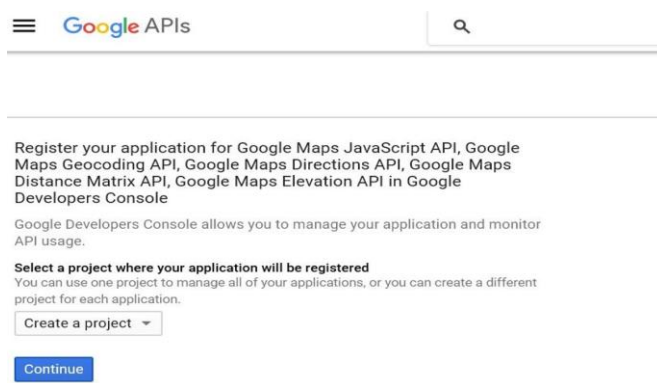 Google APIs
Register your application for Google Maps JavaScript API, Google
Maps Geocoding API, Google Maps Directions API, Google Maps
Distance Matrix API, Google Maps Elevation API in Google
Developers Console
Google Developers Console allows you to manage your application and monitor
API usage.
Select a project where your application will be registered
You can use one project to manage all of your applications, or you can create a different
project for each application.
Create a project
Continue